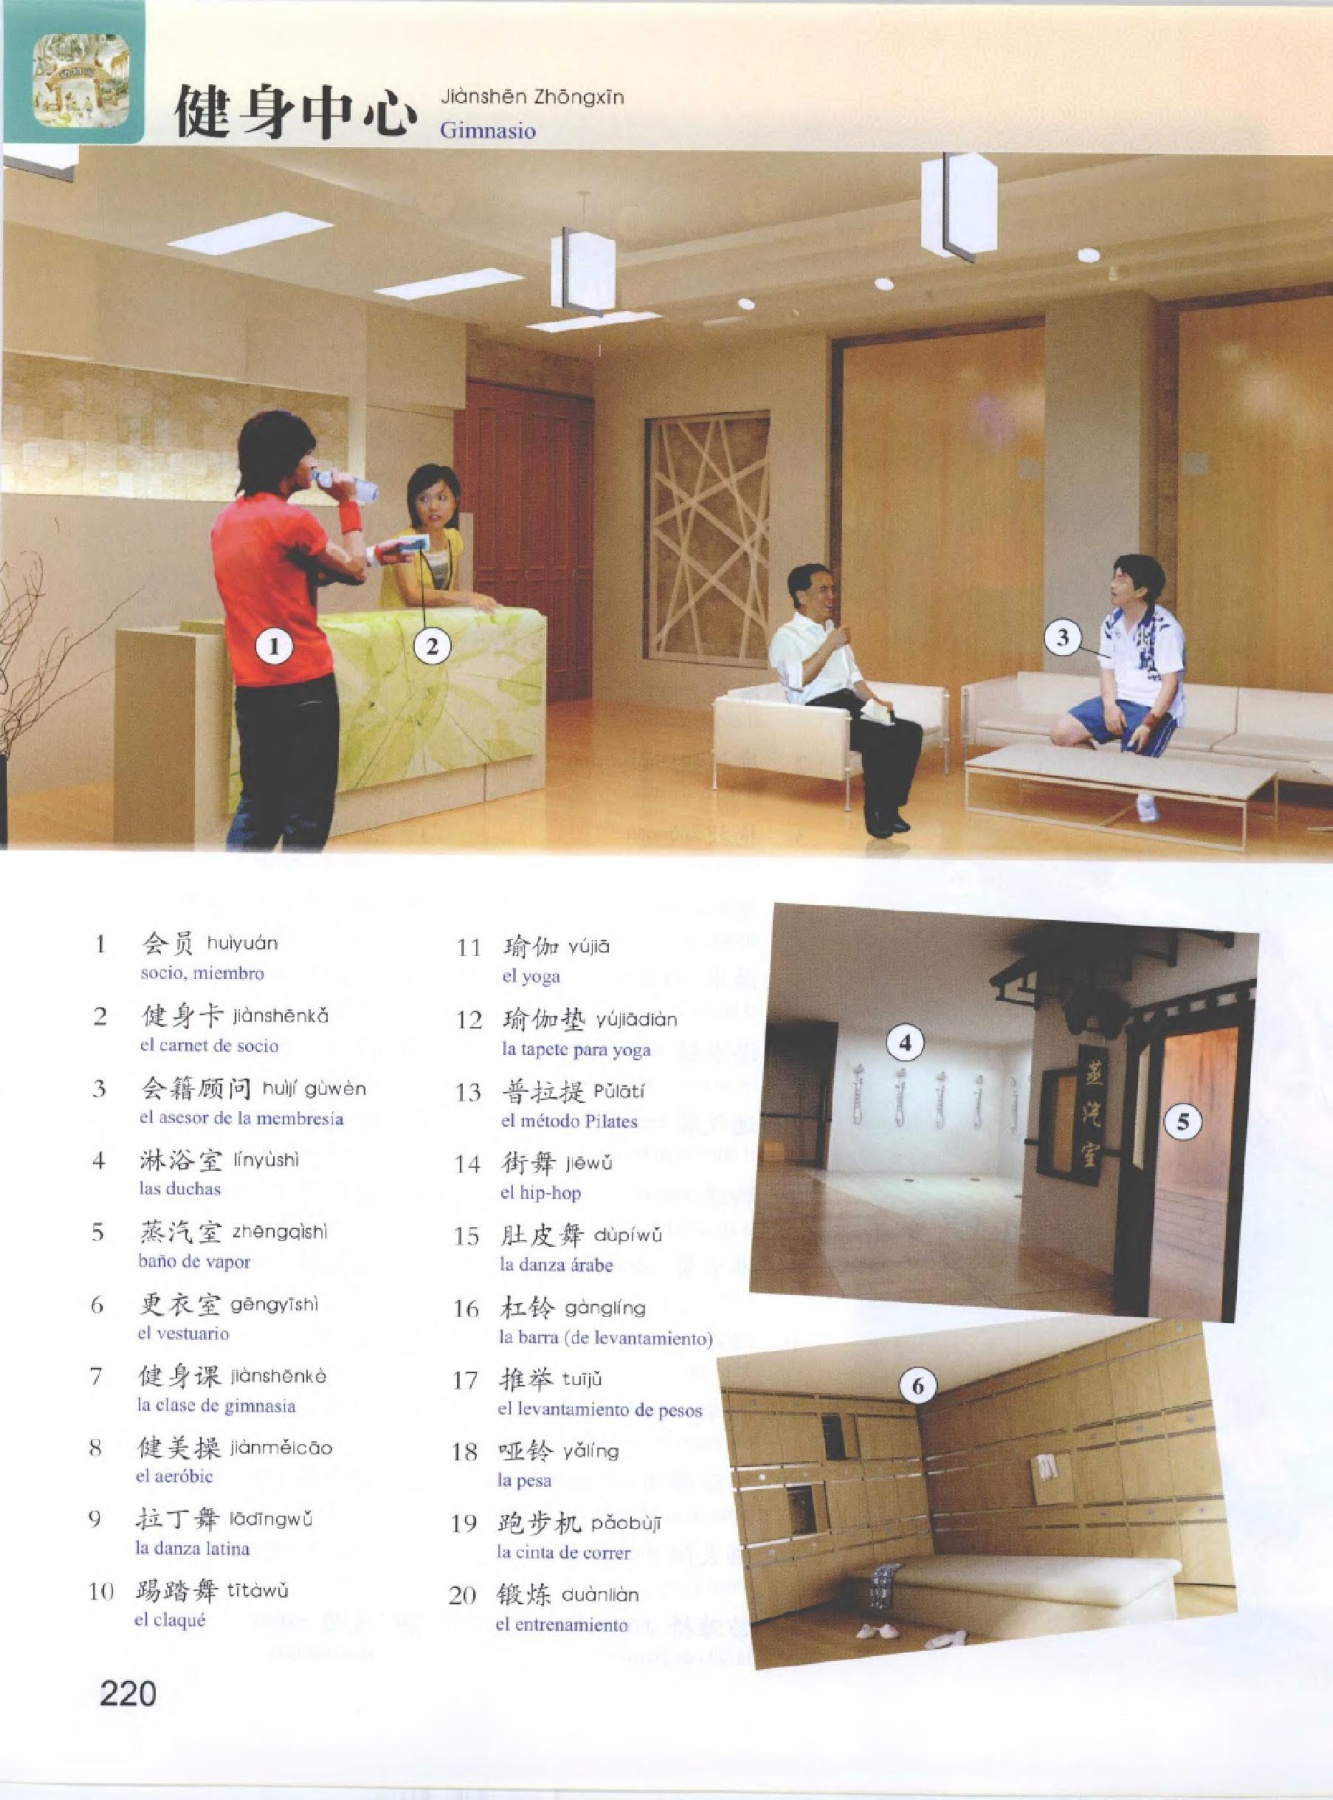 健身中心 Jiànshēn Zhōngxīn
Gimnasio
1
2
3
1 会员 huìyuán
socio, miembro
2 健身卡 jiànshēnkǎ
el carnet de socio
3 会籍顾问 huìjí gùwèn
el asesor de la membresía
4 淋浴室 línyùshì
las duchas
5 蒸汽室 zhēngqìshì
baño de vapor
6 更衣室 gēngyīshì
el vestuario
7 健身课 jiànshēnkè
la clase de gimnasia
8 健美操 jiànměicāo
el aeróbic
9 拉丁舞 lādīngwǔ
la danza latina
10 踢踏舞 tītàwǔ
el claqué
11 瑜伽 yújiā
el yoga
12 瑜伽垫 yújiādiàn
la tapete para yoga
13 普拉提 Pǔlātí
el método Pilates
14 街舞 jiēwǔ
el hip-hop
15 肚皮舞 dùpíwǔ
la danza árabe
16 杠铃 gànglíng
la barra (de levantamiento)
17 推举 tuījǔ
el levantamiento de pesos
18 哑铃 yǎlíng
la pesa
19 跑步机 pǎobùjī
la cinta de correr
20 锻炼 duànliàn
el entrenamiento
4
蒸汽室
5
6
220